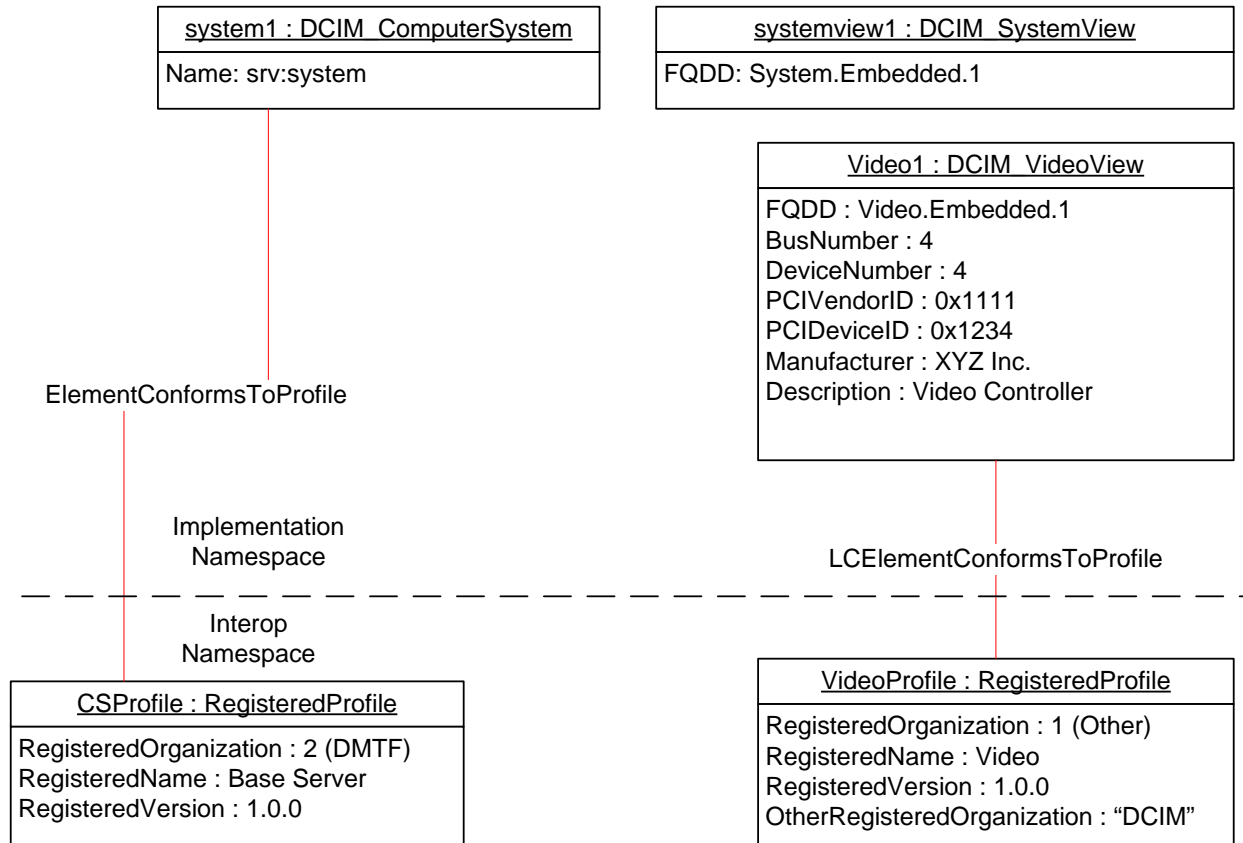 system1 : DCIM_ComputerSystem
Name: srv:system
systemview1 : DCIM_SystemView
FQDD: System.Embedded.1
Video1 : DCIM_VideoView
FQDD : Video.Embedded.1
BusNumber : 4
DeviceNumber : 4
PCIVendorID : 0x1111
PCIDeviceID : 0x1234
Manufacturer : XYZ Inc.
Description : Video Controller
ElementConformsToProfile
Implementation
Namespace
LCElementConformsToProfile
Interop
Namespace
CSProfile : RegisteredProfile
RegisteredOrganization : 2 (DMTF)
RegisteredName : Base Server
RegisteredVersion : 1.0.0
VideoProfile : RegisteredProfile
RegisteredOrganization : 1 (Other)
RegisteredName : Video
RegisteredVersion : 1.0.0
OtherRegisteredOrganization : “DCIM”